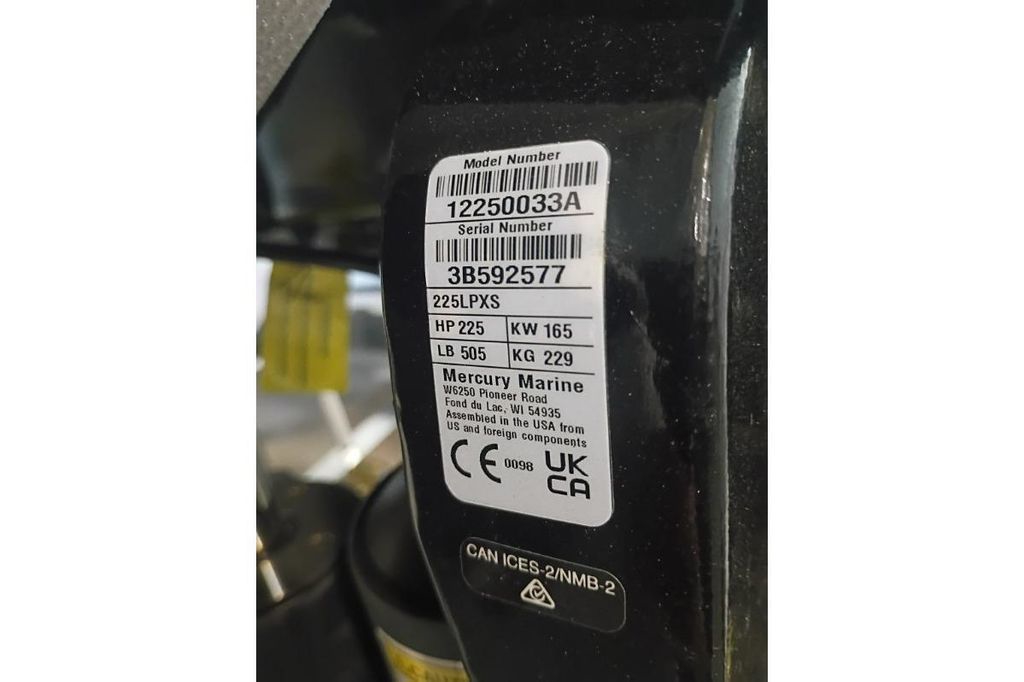 Model Number
12250033A
Serial Number
3B592577
225LPXS
HP 225 KW 165
LB 505 KG 229
Mercury Marine
W6250 Pioneer Road
Fond du Lac, WI 54935
Assembled in the USA from
US and foreign components
CE 0098 UK
CA
CAN ICES-2/NMB-2